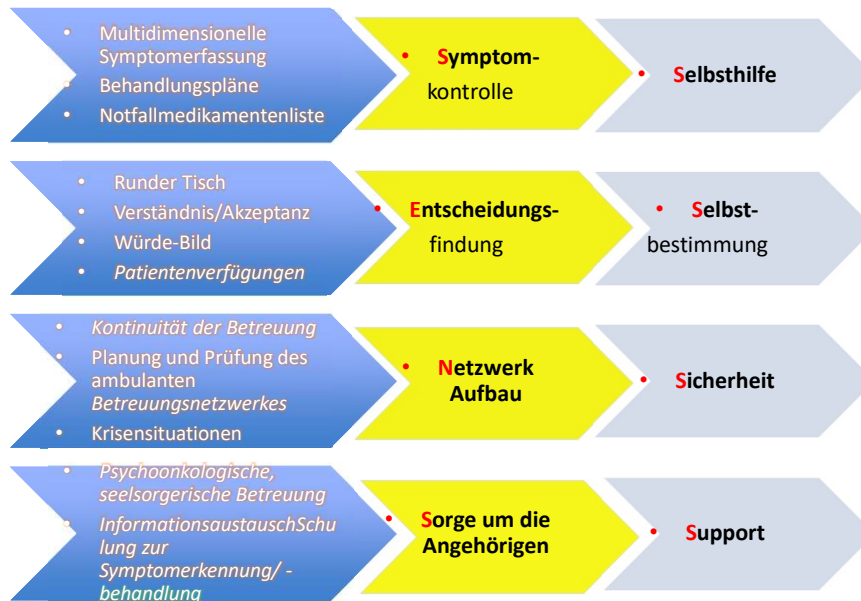 • Multidimensionelle
Symptomerfassung
• Behandlungspläne
• Notfallmedikamentenliste
• Symptom-
kontrolle
• Selbsthilfe
• Runder Tisch
• Verständnis/Akzeptanz
• Würde-Bild
• Patientenverfügungen
• Entscheidungs-
findung
• Selbst-
bestimmung
• Kontinuität der Betreuung
• Planung und Prüfung des
ambulanten
Betreuungsnetzwerkes
• Krisensituationen
• Netzwerk
Aufbau
• Sicherheit
• Psychoonkologische,
seelsorgerische Betreuung
• InformationsaustauschSchu
lung zur
Symptomerkennung/ -
behandlung
• Sorge um die
Angehörigen
• Support